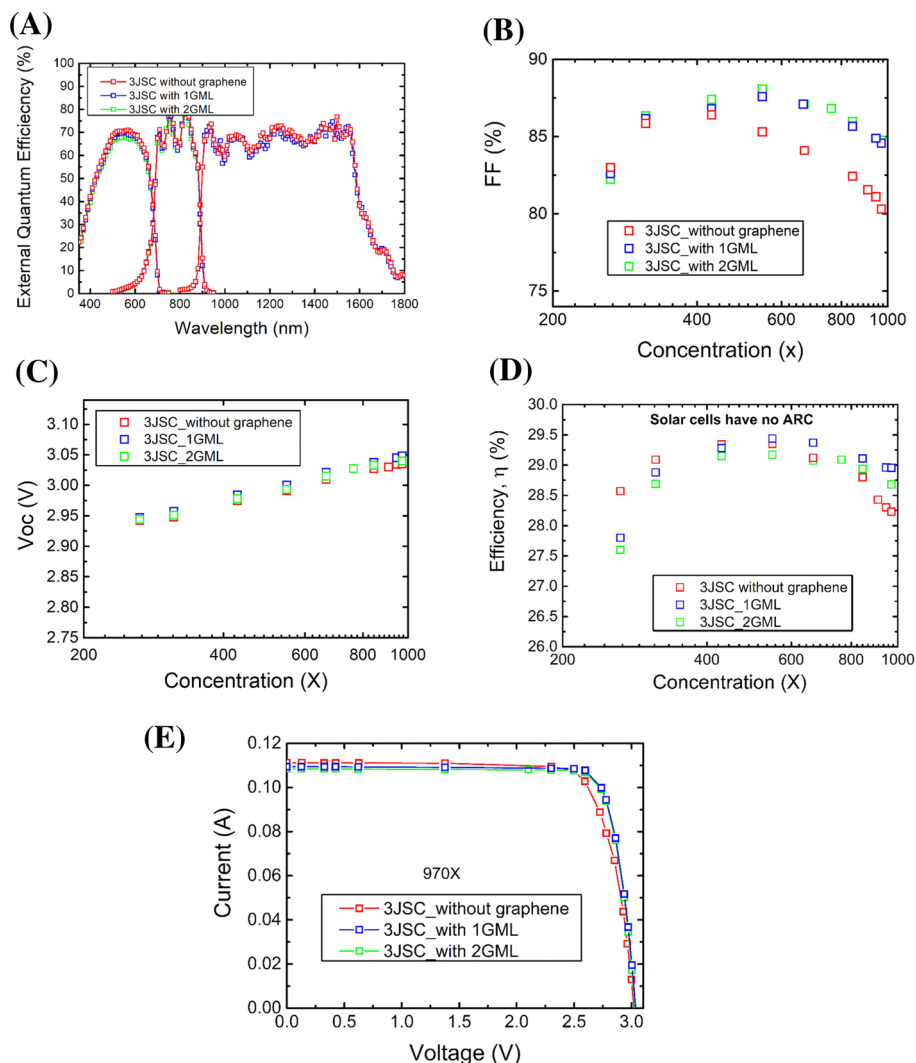 (A)
External Quantum Efficiecncy (%)
100
90
80
70
60
50
40
30
20
10
0
3JSC without graphene
3JSC with 1GML
3JSC with 2GML
400 600 800 1000 1200 1400 1600 1800
Wavelength (nm)
(B)
FF (%)
90
85
80
75
3JSC_without graphene
3JSC_with 1GML
3JSC_with 2GML
200 400 600 800 1000
Concentration (x)
(C)
Voc (V)
3.10
3.05
3.00
2.95
2.90
2.85
2.80
2.75
3JSC_without graphene
3JSC_1GML
3JSC_2GML
200 400 600 800 1000
Concentration (X)
(D)
Efficiency, η (%)
30.0
29.5
29.0
28.5
28.0
27.5
27.0
26.5
26.0
Solar cells have no ARC
3JSC without graphene
3JSC_1GML
3JSC_2GML
200 400 600 800 1000
Concentration (X)
(E)
Current (A)
0.12
0.10
0.08
0.06
0.04
0.02
0.00
970X
3JSC_without graphene
3JSC_with 1GML
3JSC_with 2GML
0.0 0.5 1.0 1.5 2.0 2.5 3.0
Voltage (V)